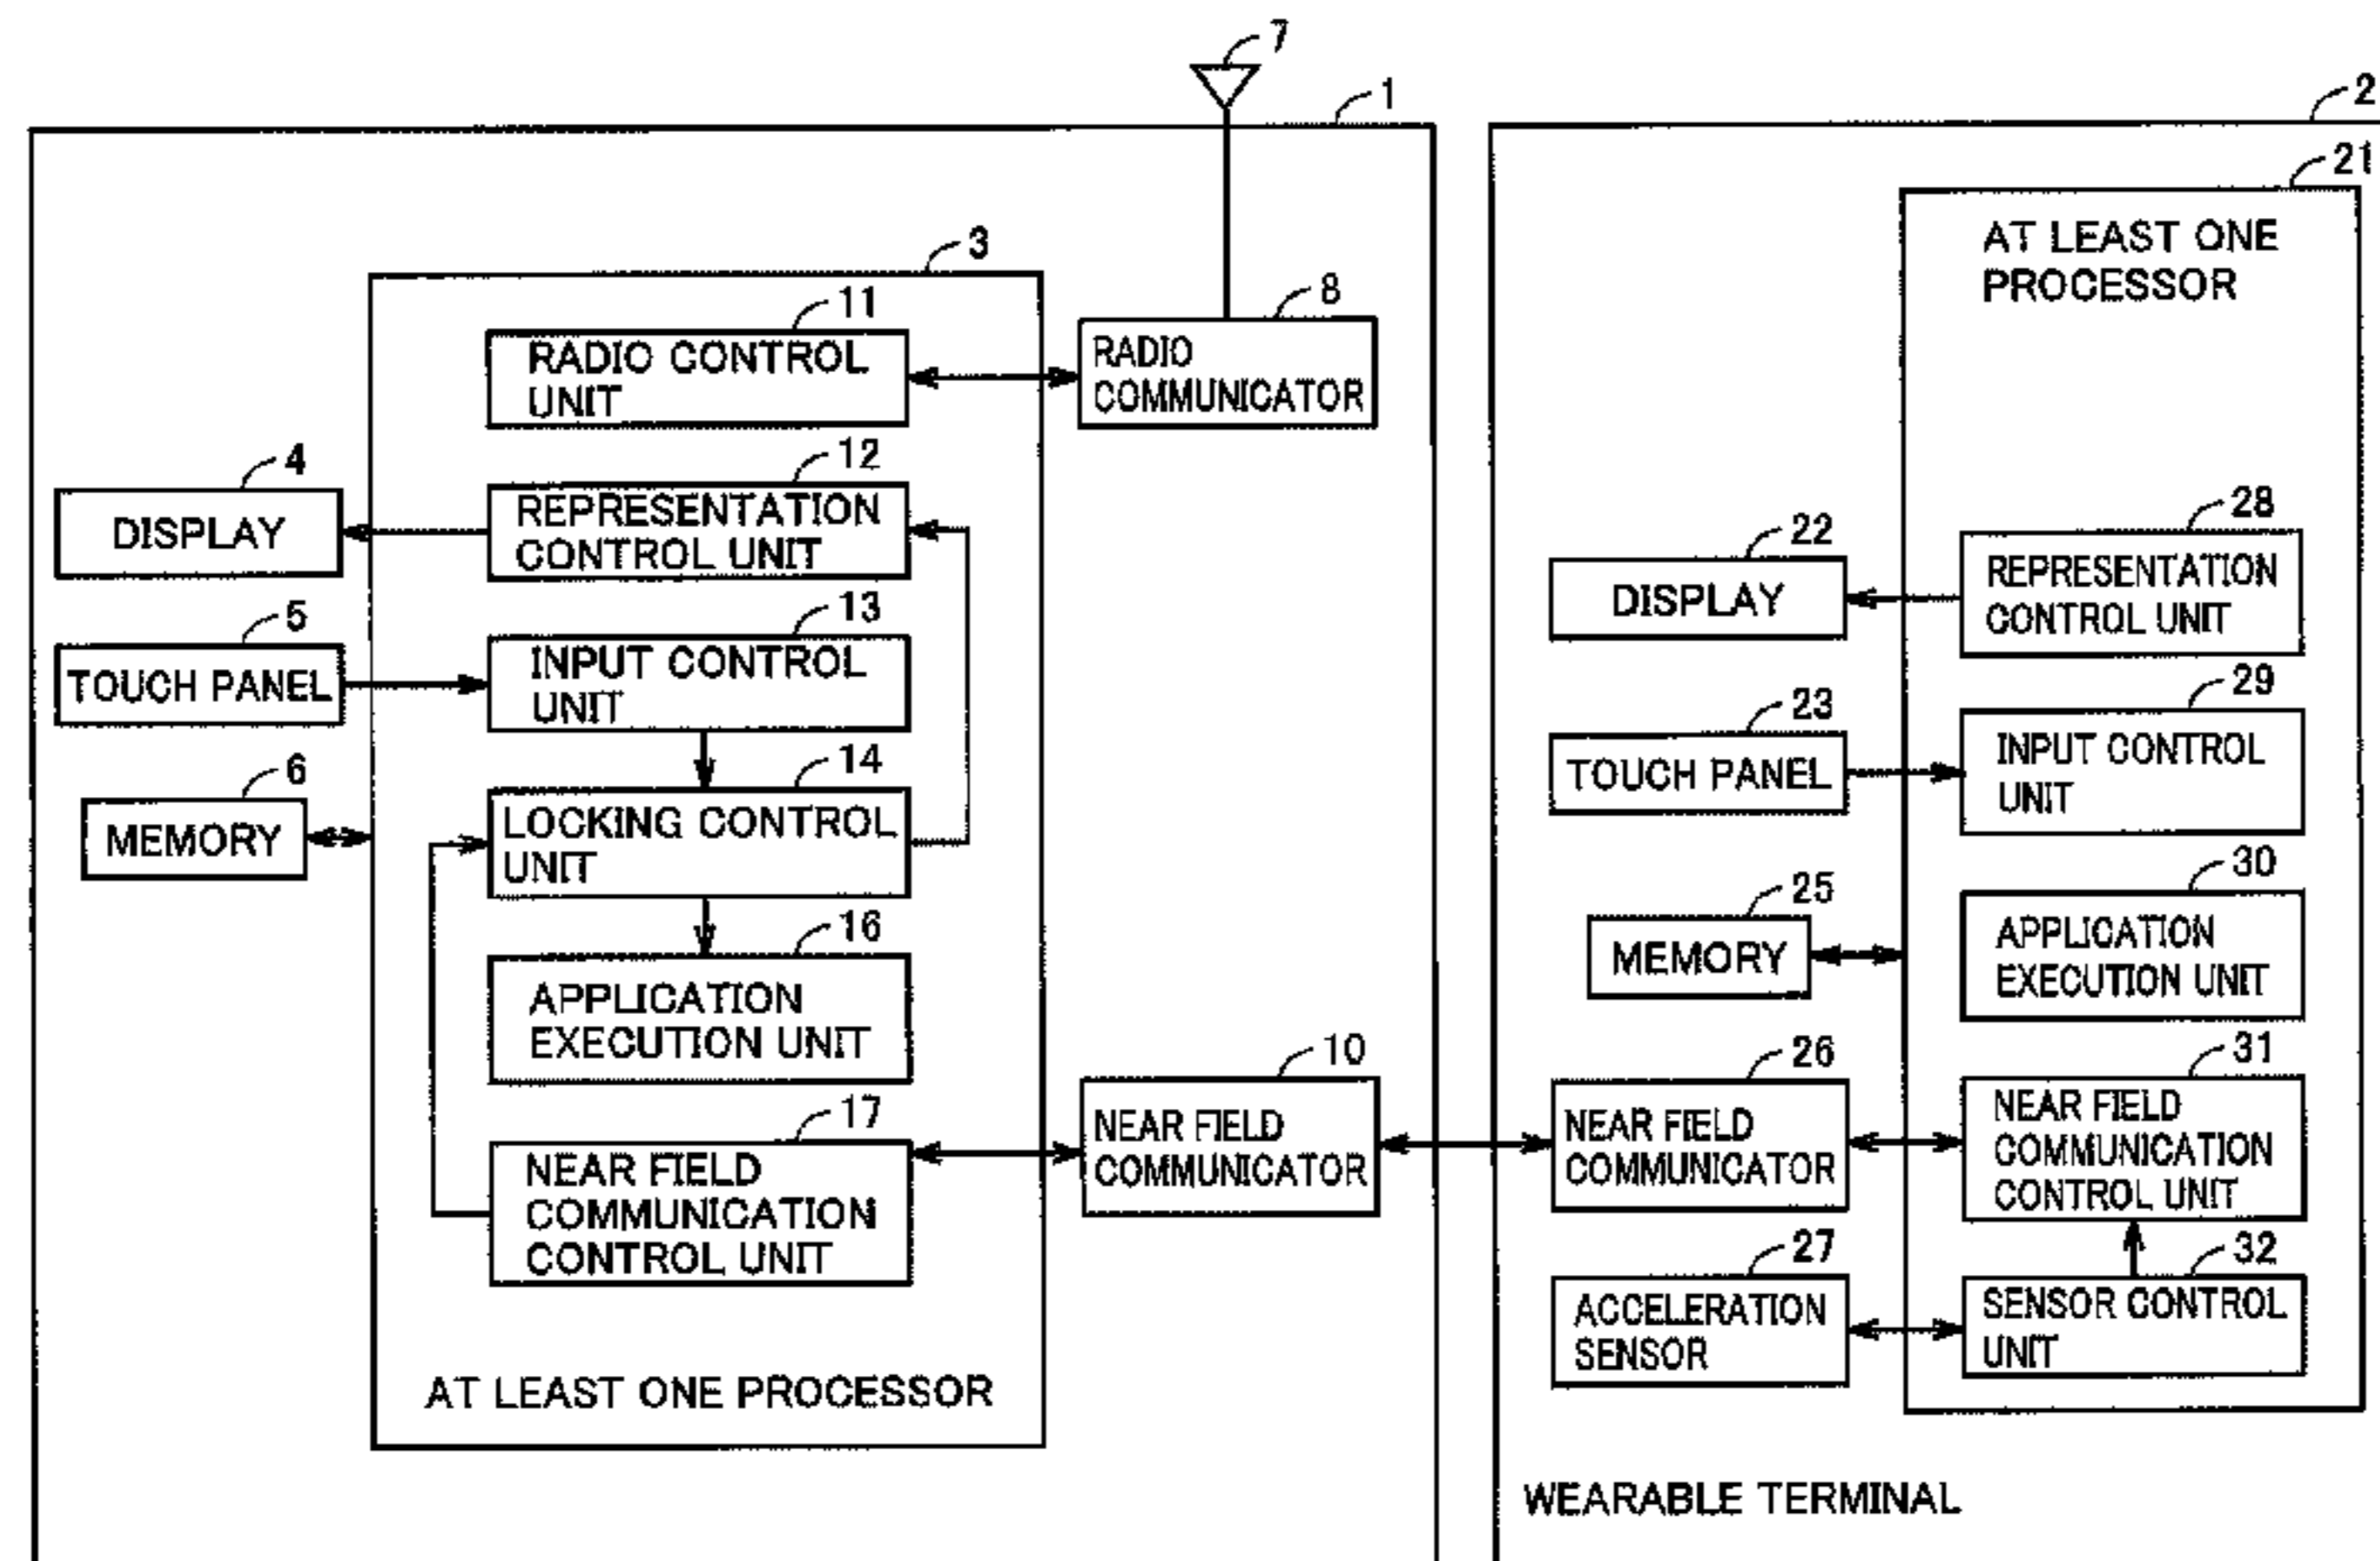 7
1
2
21
AT LEAST ONE
PROCESSOR
3
11
RADIO CONTROL
UNIT
8
RADIO
COMMUNICATOR
4
DISPLAY
12
REPRESENTATION
CONTROL UNIT
5
TOUCH PANEL
13
INPUT CONTROL
UNIT
6
MEMORY
14
LOCKING CONTROL
UNIT
16
APPLICATION
EXECUTION UNIT
17
NEAR FIELD
COMMUNICATION
CONTROL UNIT
10
NEAR FIELD
COMMUNICATOR
AT LEAST ONE PROCESSOR
22
DISPLAY
28
REPRESENTATION
CONTROL UNIT
23
TOUCH PANEL
29
INPUT CONTROL
UNIT
25
MEMORY
30
APPLICATION
EXECUTION UNIT
26
NEAR FIELD
COMMUNICATOR
31
NEAR FIELD
COMMUNICATION
CONTROL UNIT
27
ACCELERATION
SENSOR
32
SENSOR CONTROL
UNIT
WEARABLE TERMINAL